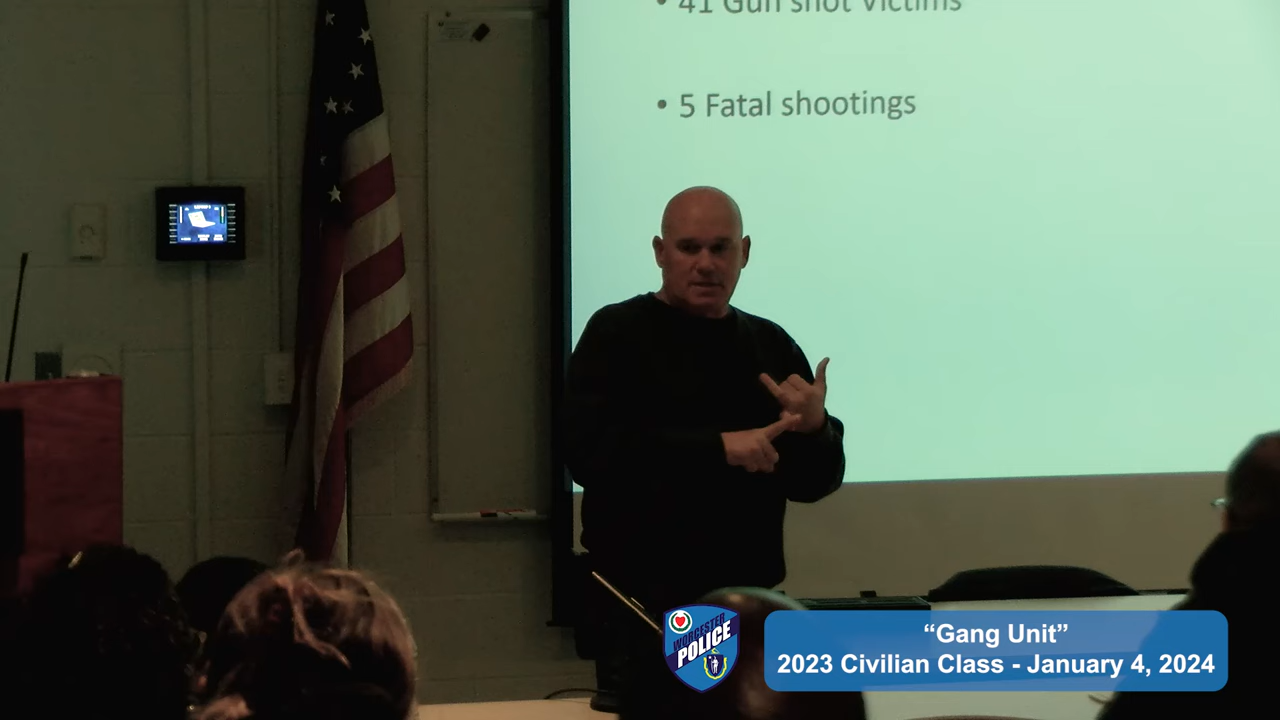 • 41 Gun shot Victims
• 5 Fatal shootings
WORCESTER
POLICE
“Gang Unit”
2023 Civilian Class - January 4, 2024